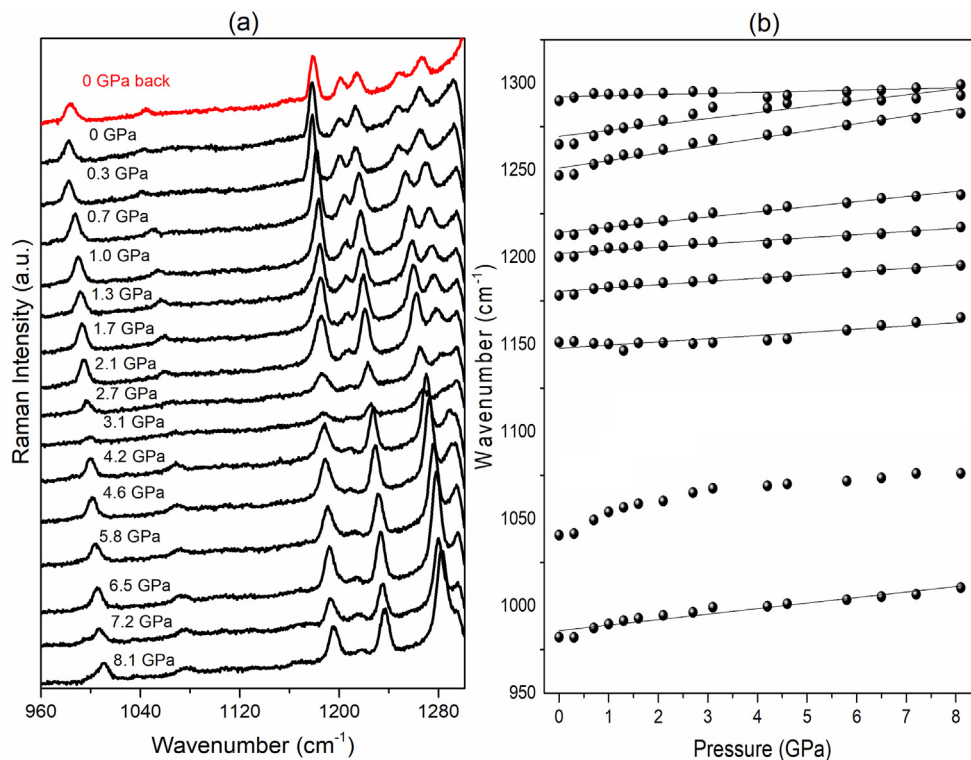 (a)
0 GPa back
0 GPa
0.3 GPa
0.7 GPa
1.0 GPa
1.3 GPa
1.7 GPa
2.1 GPa
2.7 GPa
3.1 GPa
4.2 GPa
4.6 GPa
5.8 GPa
6.5 GPa
7.2 GPa
8.1 GPa
Raman Intensity (a.u.)
960 1040 1120 1200 1280
Wavenumber (cm⁻¹)
(b)
1300
1250
1200
1150
1100
1050
1000
950
Wavenumber (cm⁻¹)
0 1 2 3 4 5 6 7 8
Pressure (GPa)